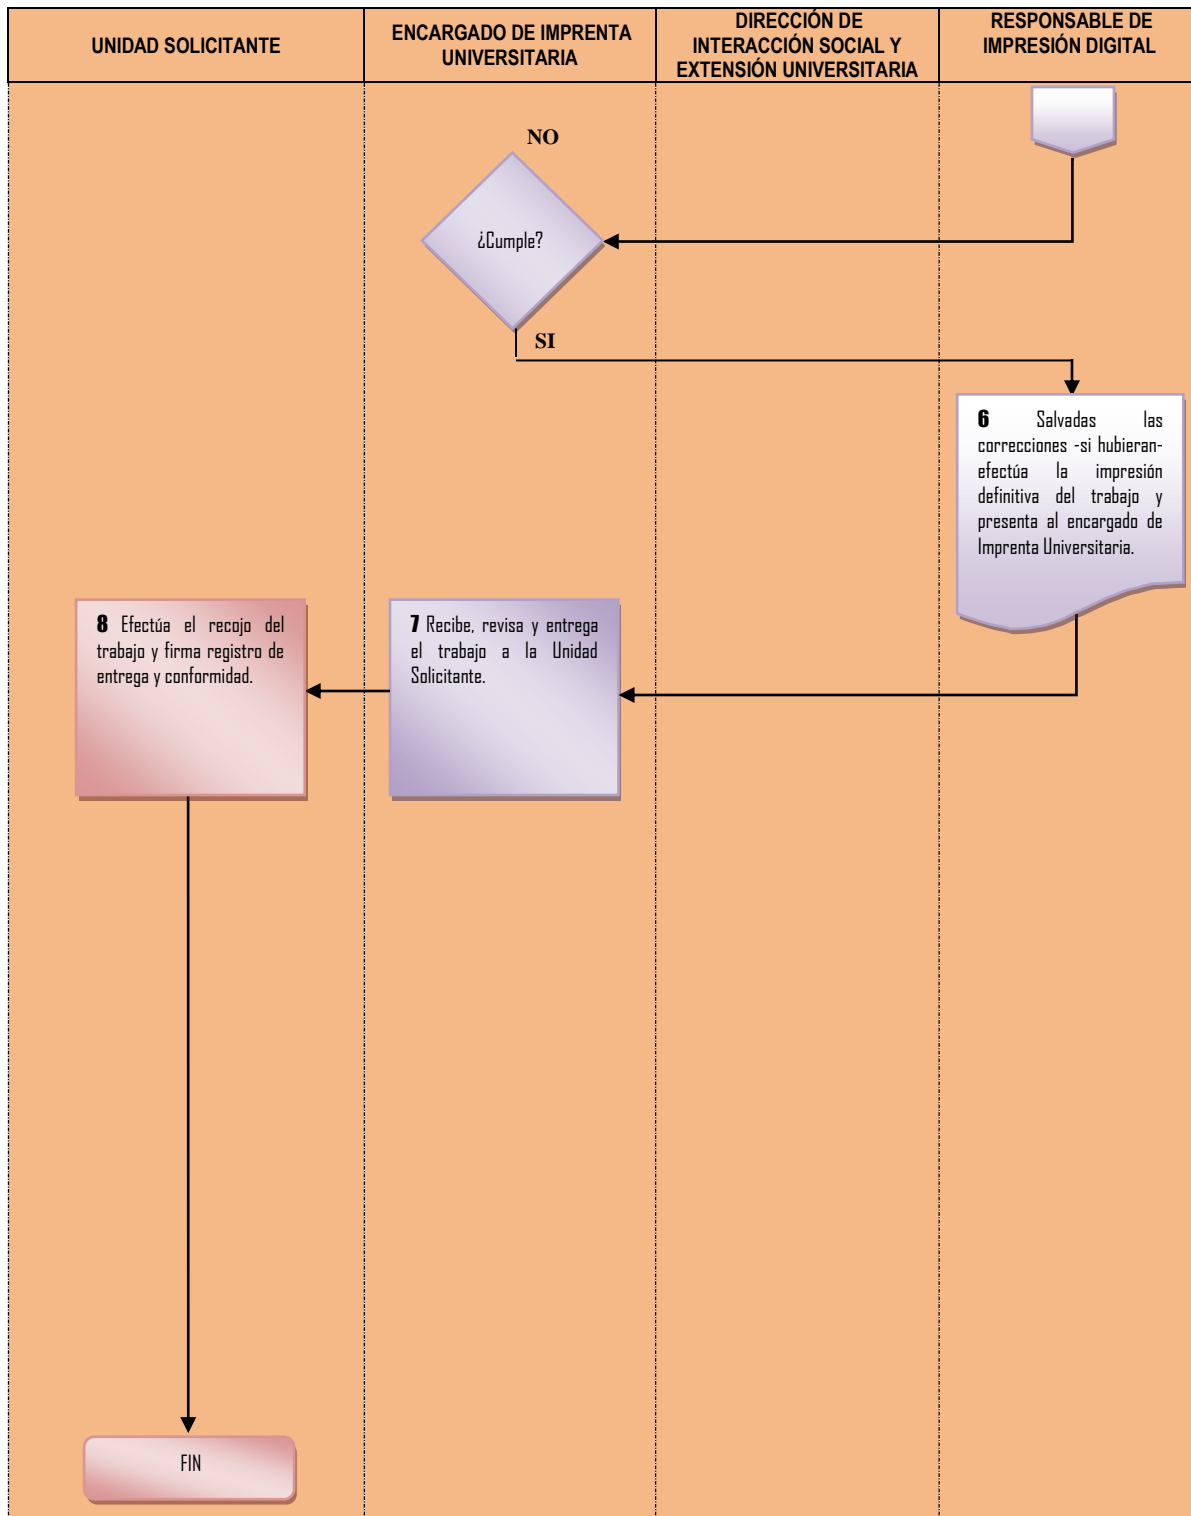 UNIDAD SOLICITANTE
ENCARGADO DE IMPRENTA
UNIVERSITARIA
DIRECCIÓN DE
INTERACCIÓN SOCIAL Y
EXTENSIÓN UNIVERSITARIA
RESPONSABLE DE
IMPRESIÓN DIGITAL
NO
¿Cumple?
SI
6 Salvadas las
correcciones -si hubieran-
efectúa la impresión
definitiva del trabajo y
presenta al encargado de
Imprenta Universitaria.
8 Efectúa el recojo del
trabajo y firma registro de
entrega y conformidad.
7 Recibe, revisa y entrega
el trabajo a la Unidad
Solicitante.
FIN